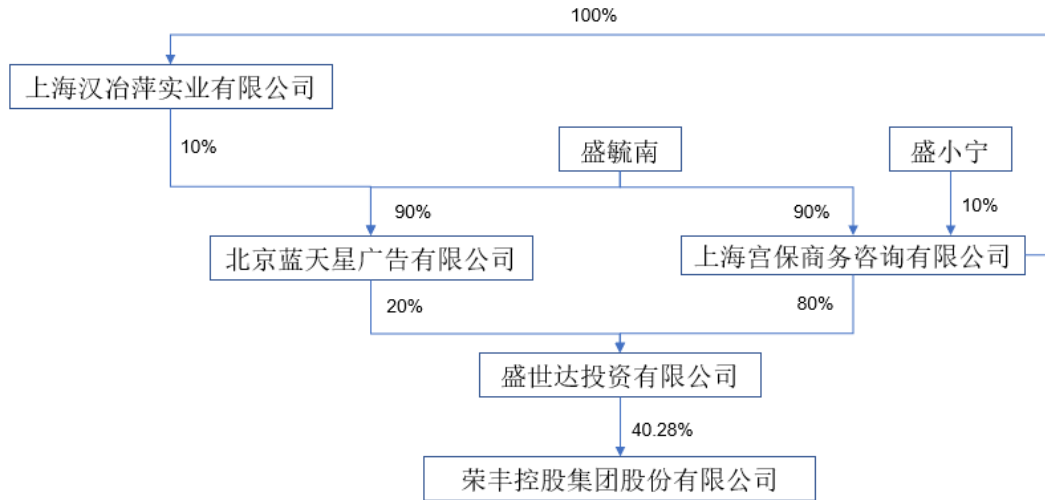 100%
上海汉冶萍实业有限公司
10%
盛毓南
盛小宁
90%
90%
10%
北京蓝天星广告有限公司
上海宫保商务咨询有限公司
20%
80%
盛世达投资有限公司
40.28%
荣丰控股集团股份有限公司